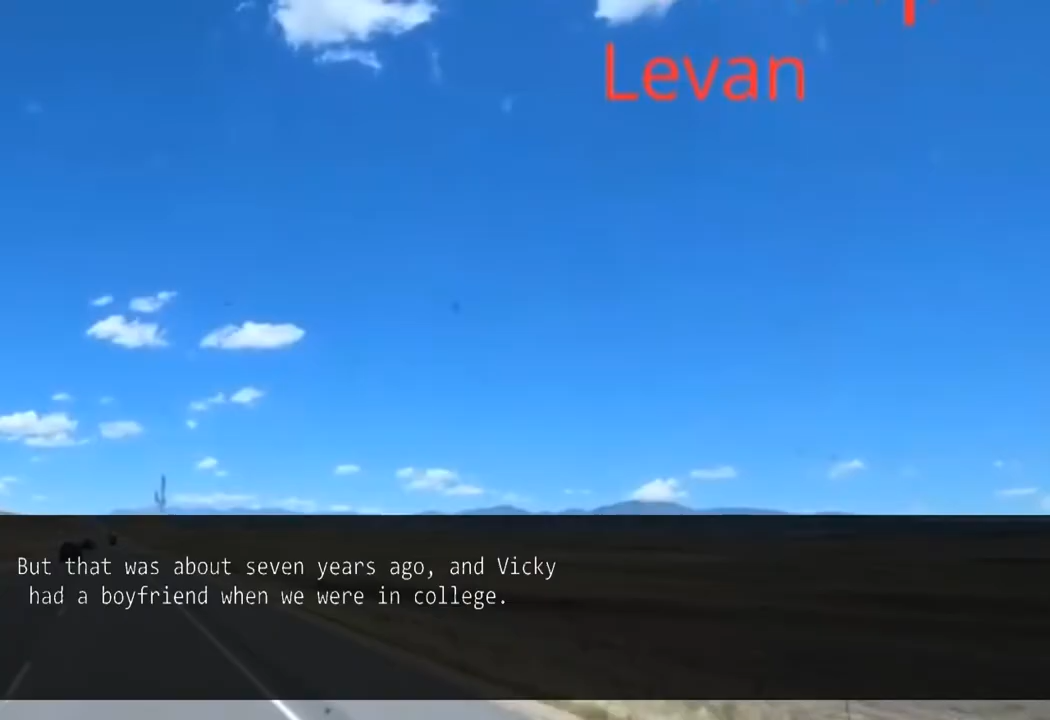 Levan
But that was about seven years ago, and Vicky
had a boyfriend when we were in college.